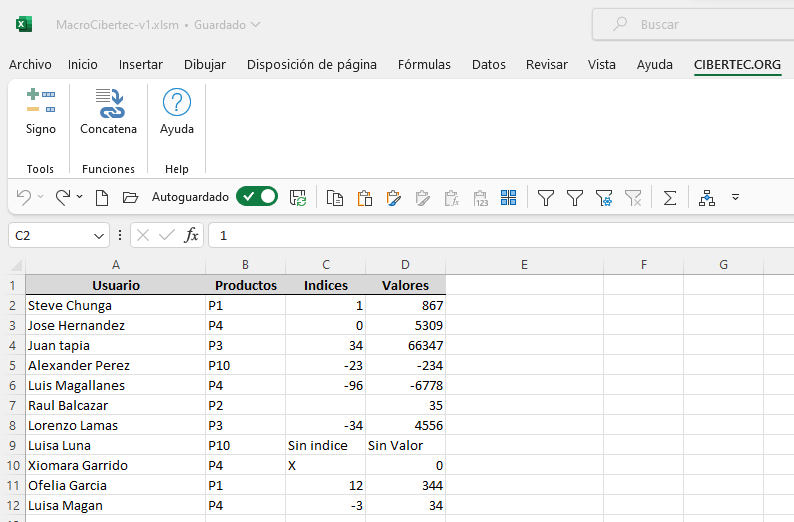 MacroCibertec-v1.xlsm • Guardado
Buscar
Archivo Inicio Insertar Dibujar Disposición de página Fórmulas Datos Revisar Vista Ayuda CIBERTEC.ORG
Signo Concatena Ayuda
Tools Funciones Help
Autoguardado
C2 fx 1
A B C D E F G
1 Usuario Productos Indices Valores
2 Steve Chunga P1 1 867
3 Jose Hernandez P4 0 5309
4 Juan tapia P3 34 66347
5 Alexander Perez P10 -23 -234
6 Luis Magallanes P4 -96 -6778
7 Raul Balcazar P2 35
8 Lorenzo Lamas P3 -34 4556
9 Luisa Luna P10 Sin indice Sin Valor
10 Xiomara Garrido P4 X 0
11 Ofelia Garcia P1 12 344
12 Luisa Magan P4 -3 34